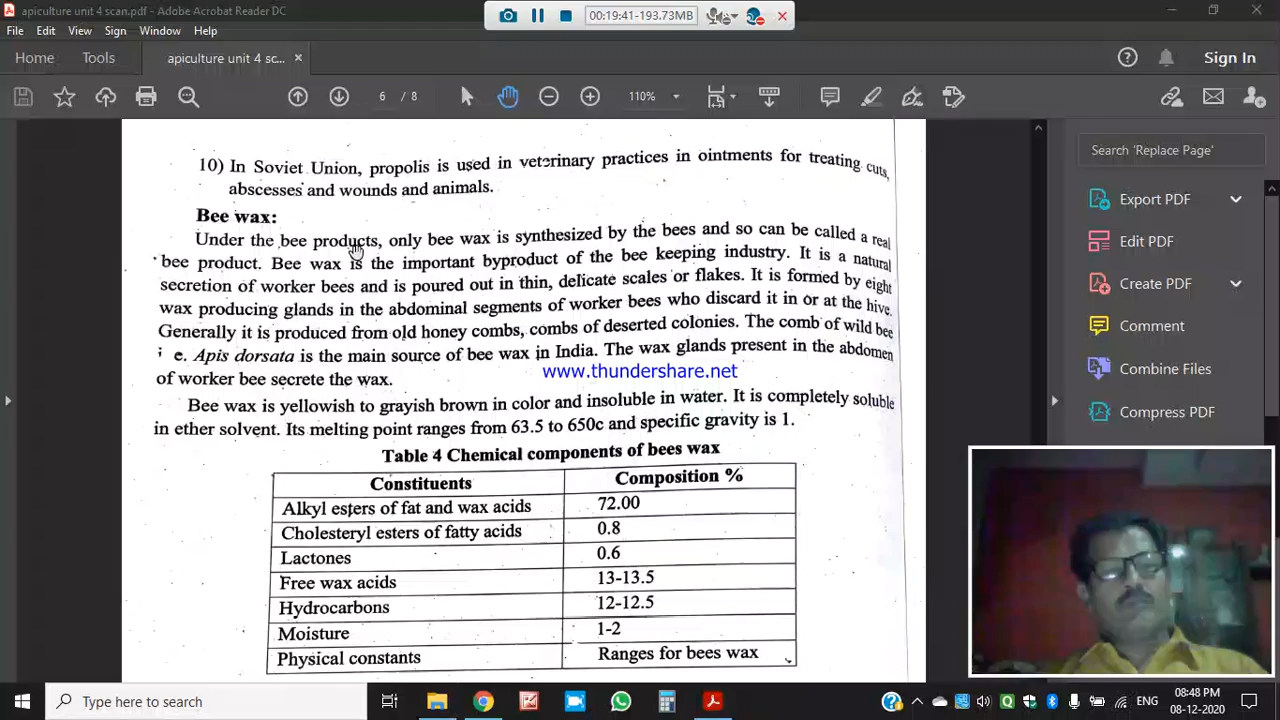 apiculture unit 4 scan.pdf - Adobe Acrobat Reader DC
00:19:41-193.73MB
File Edit View Sign Window Help
Home Tools apiculture unit 4 sc... Sign In
6 / 8 110%
10) In Soviet Union, propolis is used in veterinary practices in ointments for treating cuts,
abscesses and wounds and animals.
Bee wax:
Under the bee products, only bee wax is synthesized by the bees and so can be called a real
bee product. Bee wax is the important byproduct of the bee keeping industry. It is a natural
secretion of worker bees and is poured out in thin, delicate scales or flakes. It is formed by eight
wax producing glands in the abdominal segments of worker bees who discard it in or at the hive.
Generally it is produced from old honey combs, combs of deserted colonies. The comb of wild bee
i e. Apis dorsata is the main source of bee wax in India. The wax glands present in the abdomen
of worker bee secrete the wax.
www.thundershare.net
Bee wax is yellowish to grayish brown in color and insoluble in water. It is completely soluble
in ether solvent. Its melting point ranges from 63.5 to 650c and specific gravity is 1.
Table 4 Chemical components of bees wax
Constituents Composition %
Alkyl esters of fat and wax acids 72.00
Cholesteryl esters of fatty acids 0.8
Lactones 0.6
Free wax acids 13-13.5
Hydrocarbons 12-12.5
Moisture 1-2
Physical constants Ranges for bees wax
Search 'Replace Page'
Export PDF
Edit PDF
Create PDF
Comment
Combine Files
Compress PDF
Type here to search
ENG
08:48 PM
08-12-2020